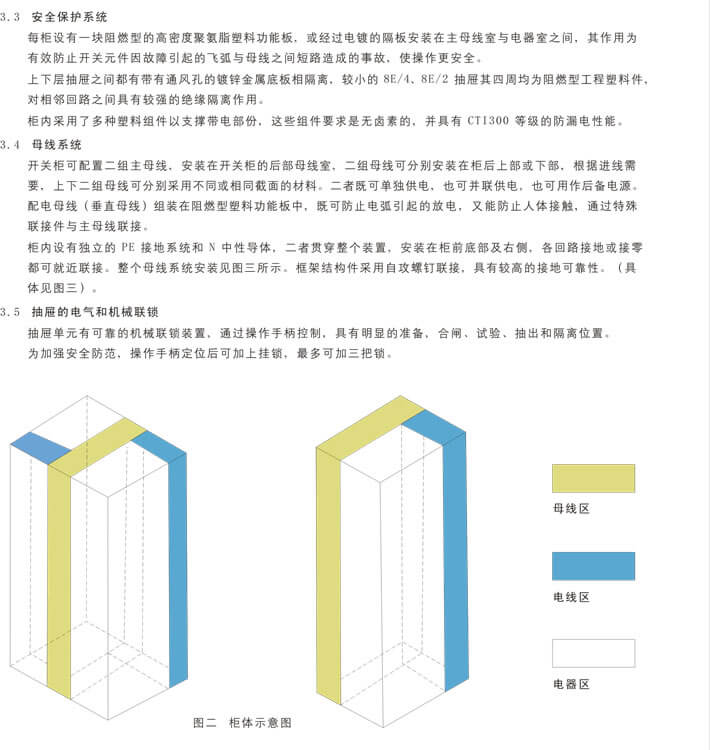 3.3 安全保护系统
每柜设有一块阻燃型的高密度聚氨脂塑料功能板，或经过电镀的隔板安装在主母线室与电器室之间，其作用为
有效防止开关元件因故障引起的飞弧与母线之间短路造成的事故，使操作更安全。
上下层抽屉之间都有带有通风孔的镀锌金属底板相隔离，较小的 8E/4、8E/2 抽屉其四周均为阻燃型工程塑料件，
对相邻回路之间具有较强的绝缘隔离作用。
柜内采用了多种塑料组件以支撑带电部份，这些组件要求是无卤素的，并具有 CTI300 等级的防漏电性能。
3.4 母线系统
开关柜可配置二组主母线，安装在开关柜的后部母线室，二组母线可分别安装在柜后上部或下部，根据进线需
要，上下二组母线可分别采用不同或相同截面的材料。二者既可单独供电，也可并联供电，也可用作后备电源。
配电母线（垂直母线）组装在阻燃型塑料功能板中，既可防止电弧引起的放电，又能防止人体接触，通过特殊
联接件与主母线联接。
柜内设有独立的 PE 接地系统和 N 中性导体，二者贯穿整个装置，安装在柜前底部及右侧，各回路接地或接零
都可就近联接。整个母线系统安装见图三所示。框架结构件采用自攻螺钉联接，具有较高的接地可靠性。（具
体见图三）。
3.5 抽屉的电气和机械联锁
抽屉单元有可靠的机械联锁装置，通过操作手柄控制，具有明显的准备、合闸、试验、抽出和隔离位置。
为加强安全防范，操作手柄定位后可加上挂锁，最多可加三把锁。
母线区
电线区
电器区
图二 柜体示意图